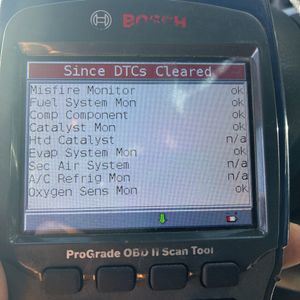 BOSCH
Since DTCs Cleared
Misfire Monitor ok
Fuel System Mon ok
Comp Component ok
Catalyst Mon ok
Htd Catalyst n/a
Evap System Mon ok
Sec Air System n/a
A/C Refrig Mon n/a
Oxygen Sens Mon ok
ProGrade OBD II Scan Tool